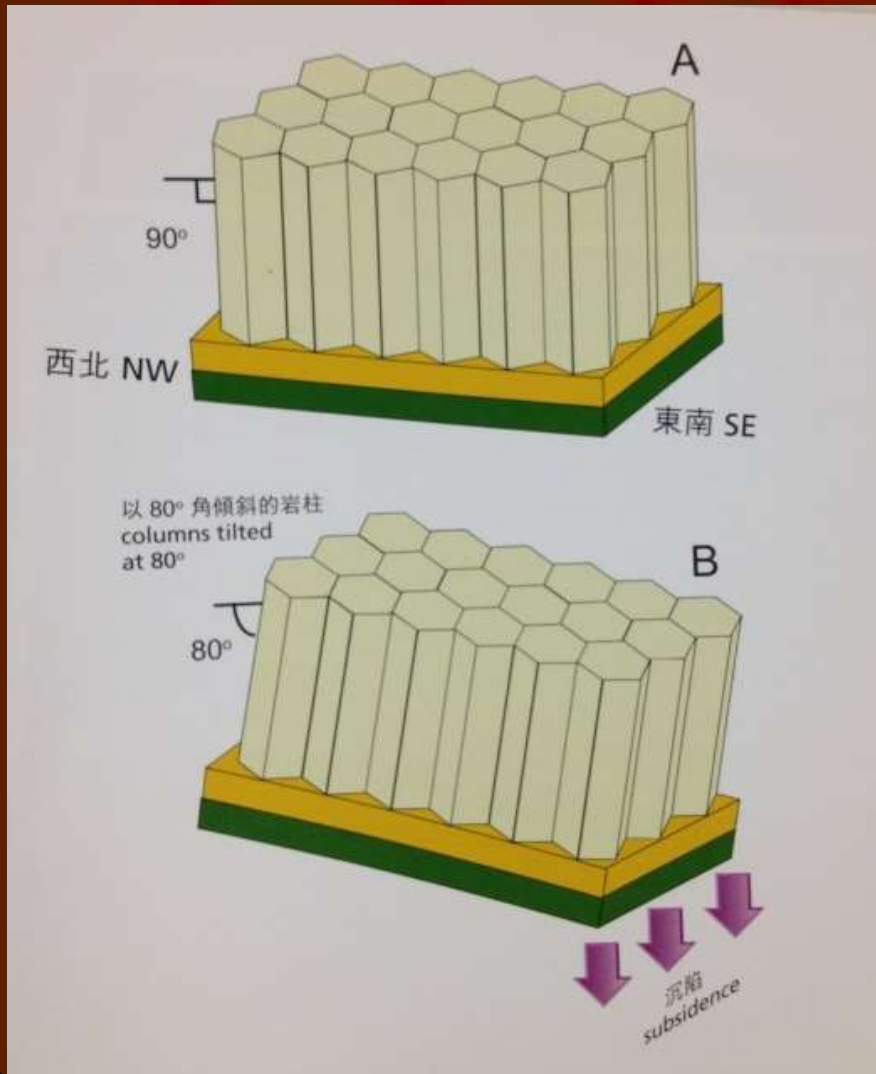 A
90°
西北 NW
東南 SE
以 80° 角傾斜的岩柱
columns tilted
at 80°
B
80°
沉陷
subsidence